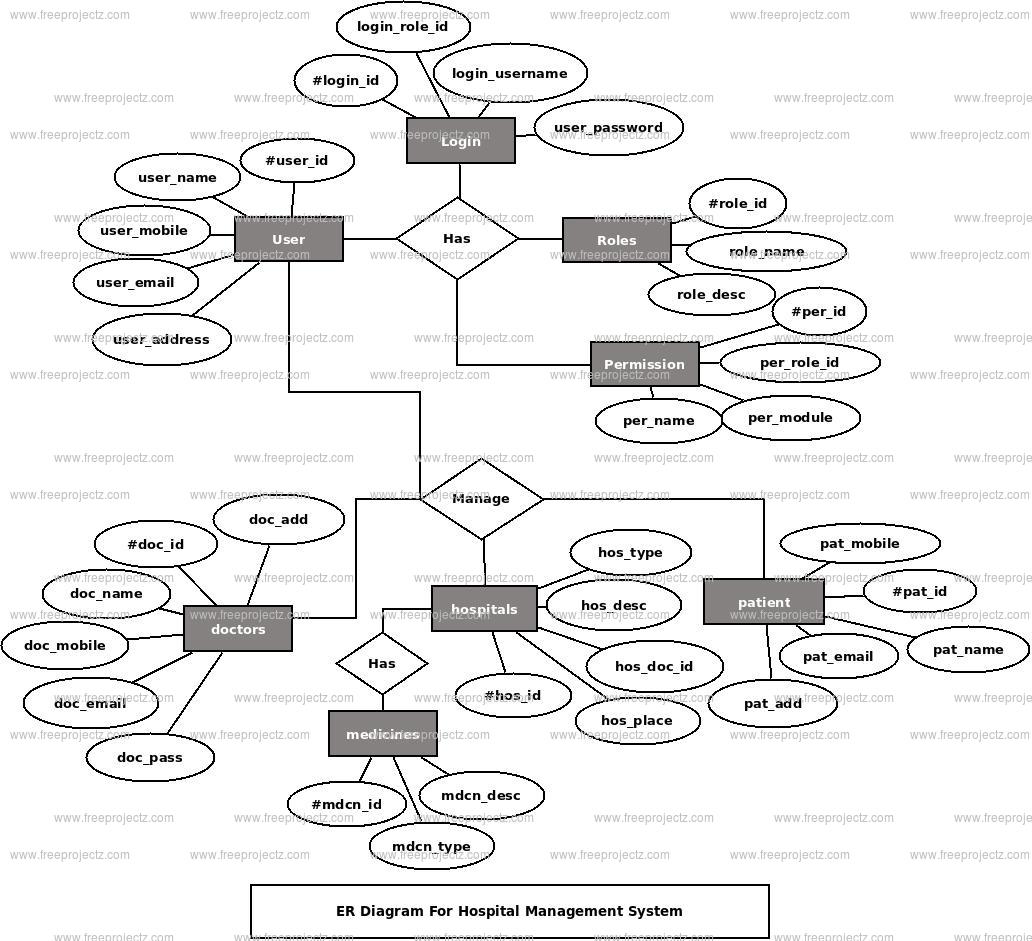 login_role_id
#login_id
login_username
user_password
Login
#user_id
user_name
user_mobile
user_email
user_address
User
Has
Roles
#role_id
role_name
role_desc
#per_id
per_role_id
Permission
per_name
per_module
Manage
doc_add
#doc_id
doc_name
doc_mobile
doc_email
doc_pass
doctors
hospitals
hos_type
hos_desc
hos_doc_id
hos_place
#hos_id
Has
medicines
#mdcn_id
mdcn_desc
mdcn_type
patient
pat_mobile
#pat_id
pat_name
pat_email
pat_add
ER Diagram For Hospital Management System
www.freeprojectz.com